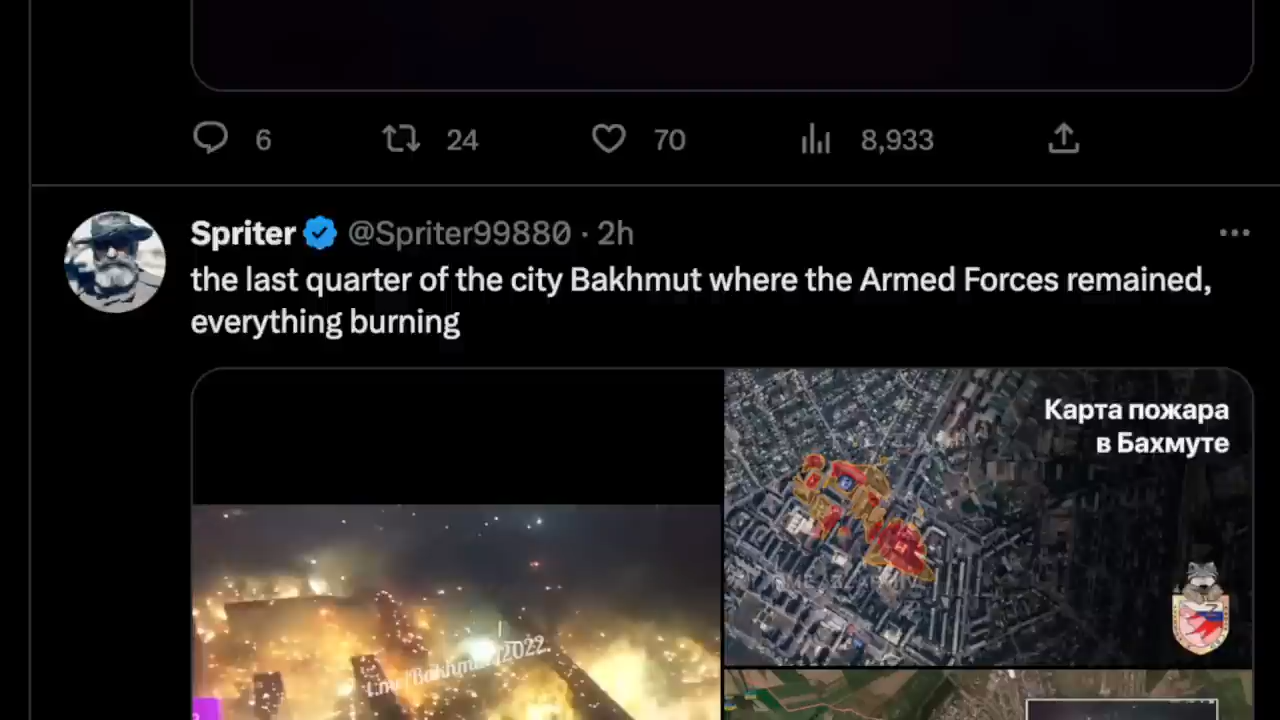 6
24
70
8,933
Spriter @Spriter99880 · 2h
the last quarter of the city Bakhmut where the Armed Forces remained,
everything burning
Карта пожара
в Бахмуте